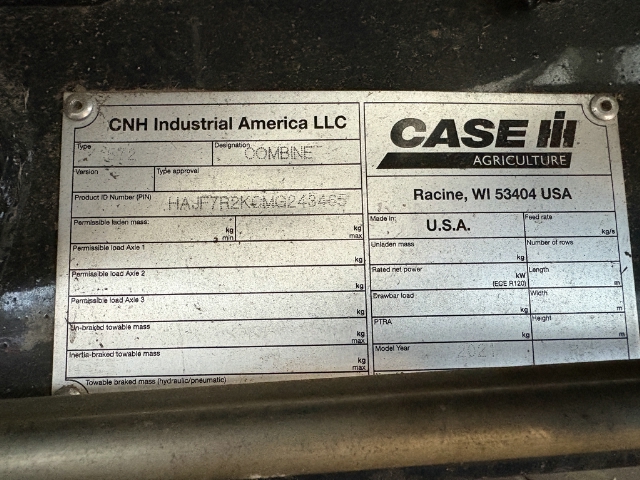 CNH Industrial America LLC
Type
Designation
COMBINE
Version
Type approval
Product ID Number (PIN)
Permissible laden mass:
kg min
kg max
Permissible load Axle 1
kg
Permissible load Axle 2
kg
Permissible load Axle 3
kg
Un-braked towable mass
kg max
Inertia-braked towable mass
kg max
Towable braked mass (hydraulic/pneumatic)
CASE IH
AGRICULTURE
Racine, WI 53404 USA
Made in:
U.S.A.
Feed rate
kg/s
Unladen mass
kg
Number of rows
Rated net power
kW
(ECE R120)
Length
m
Drawbar load
kg
Width
m
PTRA
kg
Height
m
Model Year
2021